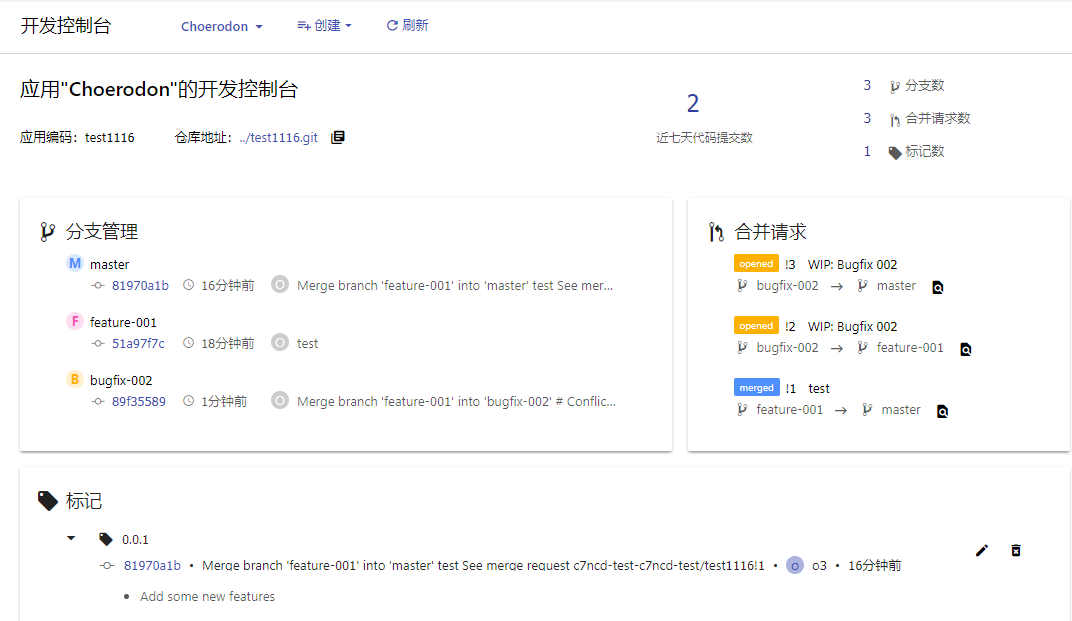 开发控制台 Choerodon 创建 刷新
应用"Choerodon"的开发控制台
应用编码：test1116 仓库地址：../test1116.git
2
近七天代码提交数
3 分支数
3 合并请求数
1 标记数
分支管理
M master
81970a1b 16分钟前 O Merge branch 'feature-001' into 'master' test See mer...
F feature-001
51a97f7c 18分钟前 O test
B bugfix-002
89f35589 1分钟前 O Merge branch 'feature-001' into 'bugfix-002' # Conflic...
合并请求
opened !3 WIP: Bugfix 002
bugfix-002 → master
opened !2 WIP: Bugfix 002
bugfix-002 → feature-001
merged !1 test
feature-001 → master
标记
0.0.1
81970a1b • Merge branch 'feature-001' into 'master' test See merge request c7ncd-test-c7ncd-test/test1116!1 • o o3 • 16分钟前
• Add some new features